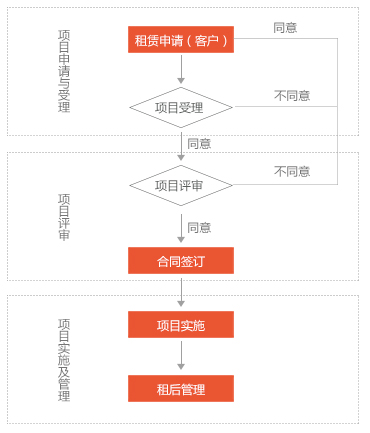 项目申请与受理
租赁申请（客户）
同意
项目受理
不同意
同意
项目评审
项目评审
不同意
同意
合同签订
项目实施及管理
项目实施
租后管理